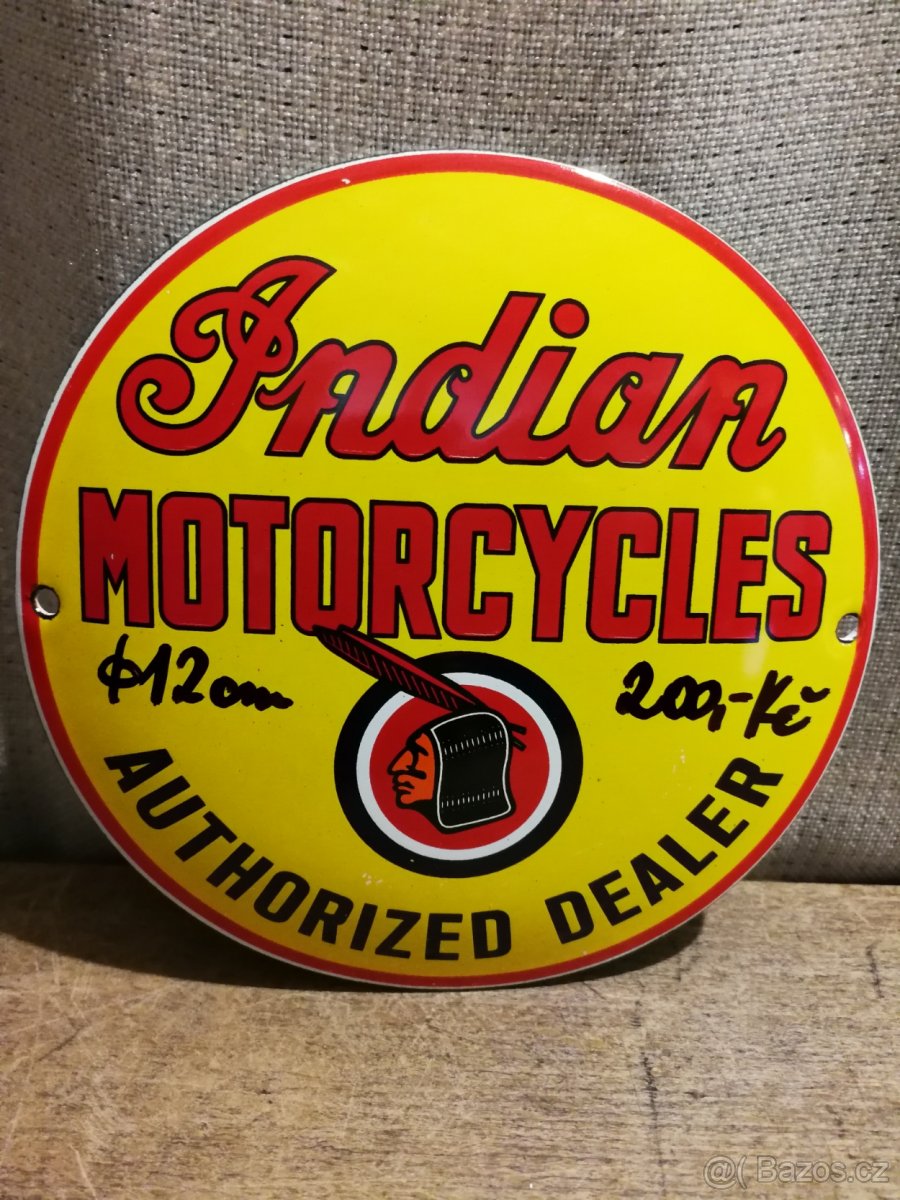 Indian
MOTORCYCLES
ϕ12cm
200,-Kč
AUTHORIZED DEALER
@( Bazos.cz